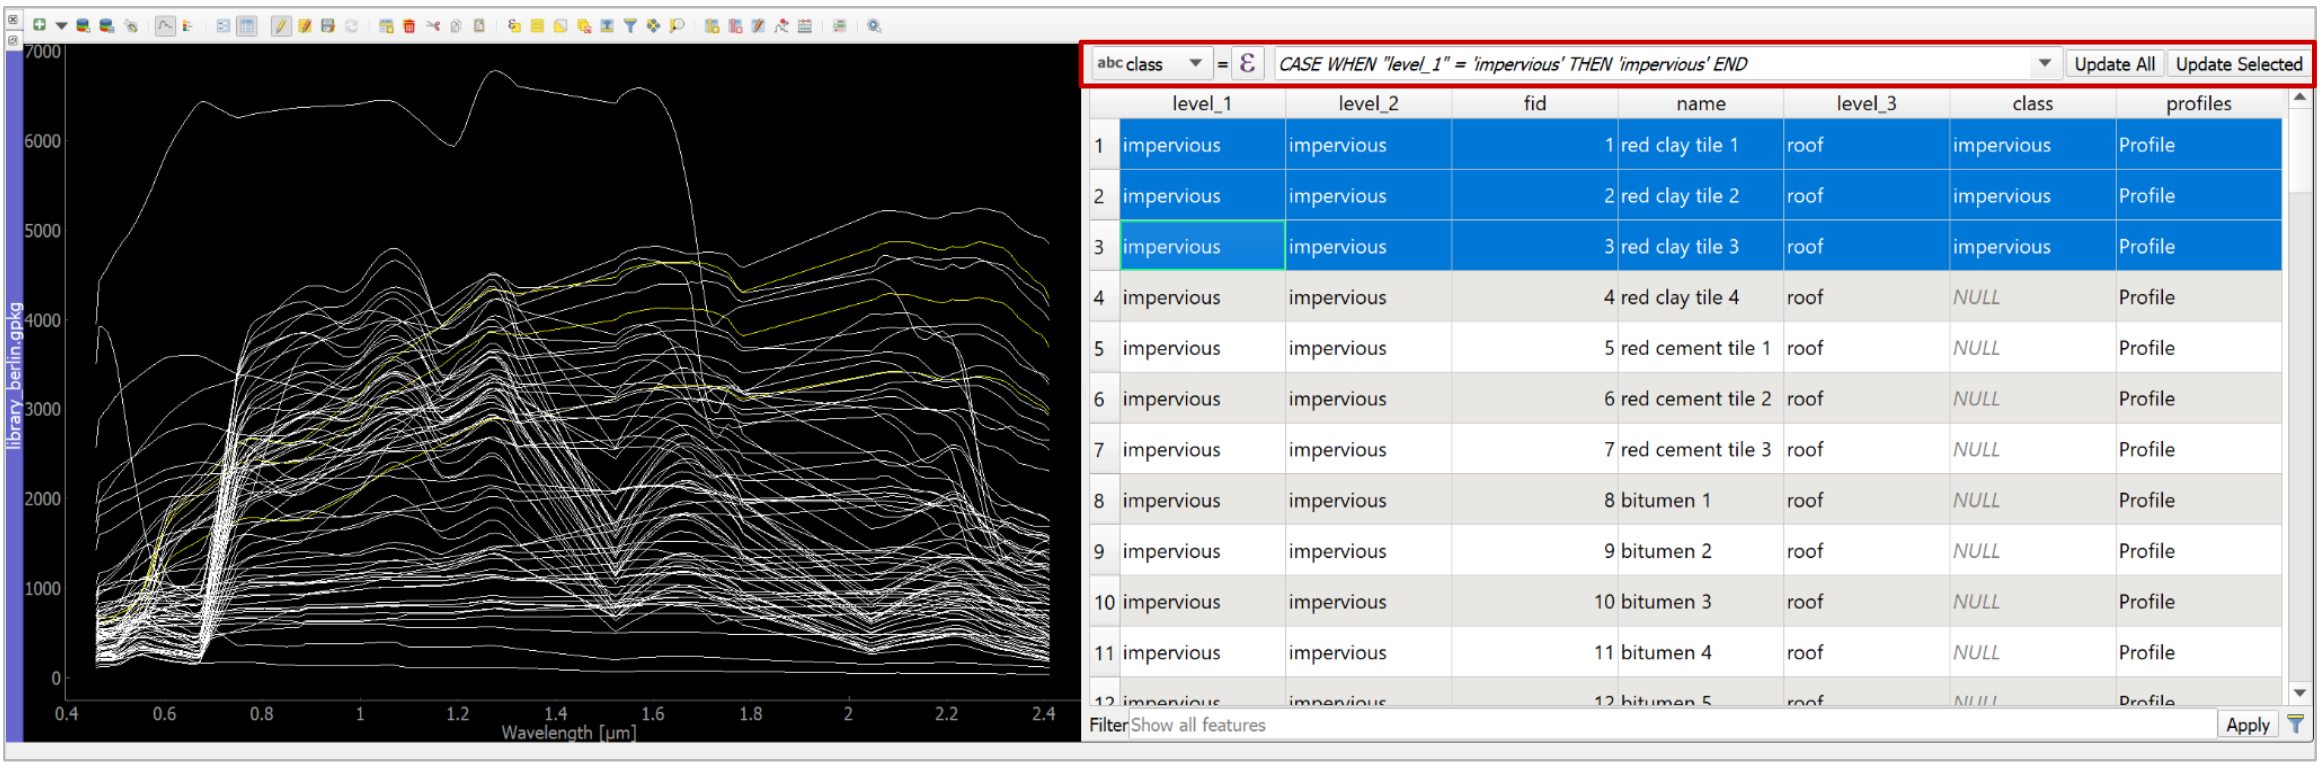 abc class = ε CASE WHEN "level_1" = 'impervious' THEN 'impervious' END Update All Update Selected
library_berlin.gpkg
7000
6000
5000
4000
3000
2000
1000
0
0.4 0.6 0.8 1 1.2 1.4 1.6 1.8 2 2.2 2.4
Wavelength [µm]
level_1 level_2 fid name level_3 class profiles
1 impervious impervious 1 red clay tile 1 roof impervious Profile
2 impervious impervious 2 red clay tile 2 roof impervious Profile
3 impervious impervious 3 red clay tile 3 roof impervious Profile
4 impervious impervious 4 red clay tile 4 roof NULL Profile
5 impervious impervious 5 red cement tile 1 roof NULL Profile
6 impervious impervious 6 red cement tile 2 roof NULL Profile
7 impervious impervious 7 red cement tile 3 roof NULL Profile
8 impervious impervious 8 bitumen 1 roof NULL Profile
9 impervious impervious 9 bitumen 2 roof NULL Profile
10 impervious impervious 10 bitumen 3 roof NULL Profile
11 impervious impervious 11 bitumen 4 roof NULL Profile
12 impervious impervious 12 bitumen 5 roof NULL Profile
Filter Show all features Apply